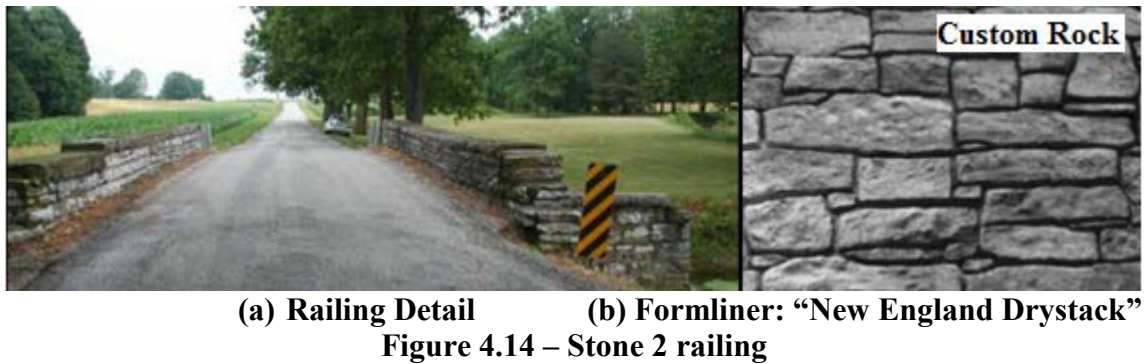 Custom Rock
(a) Railing Detail (b) Formliner: “New England Drystack”
Figure 4.14 – Stone 2 railing